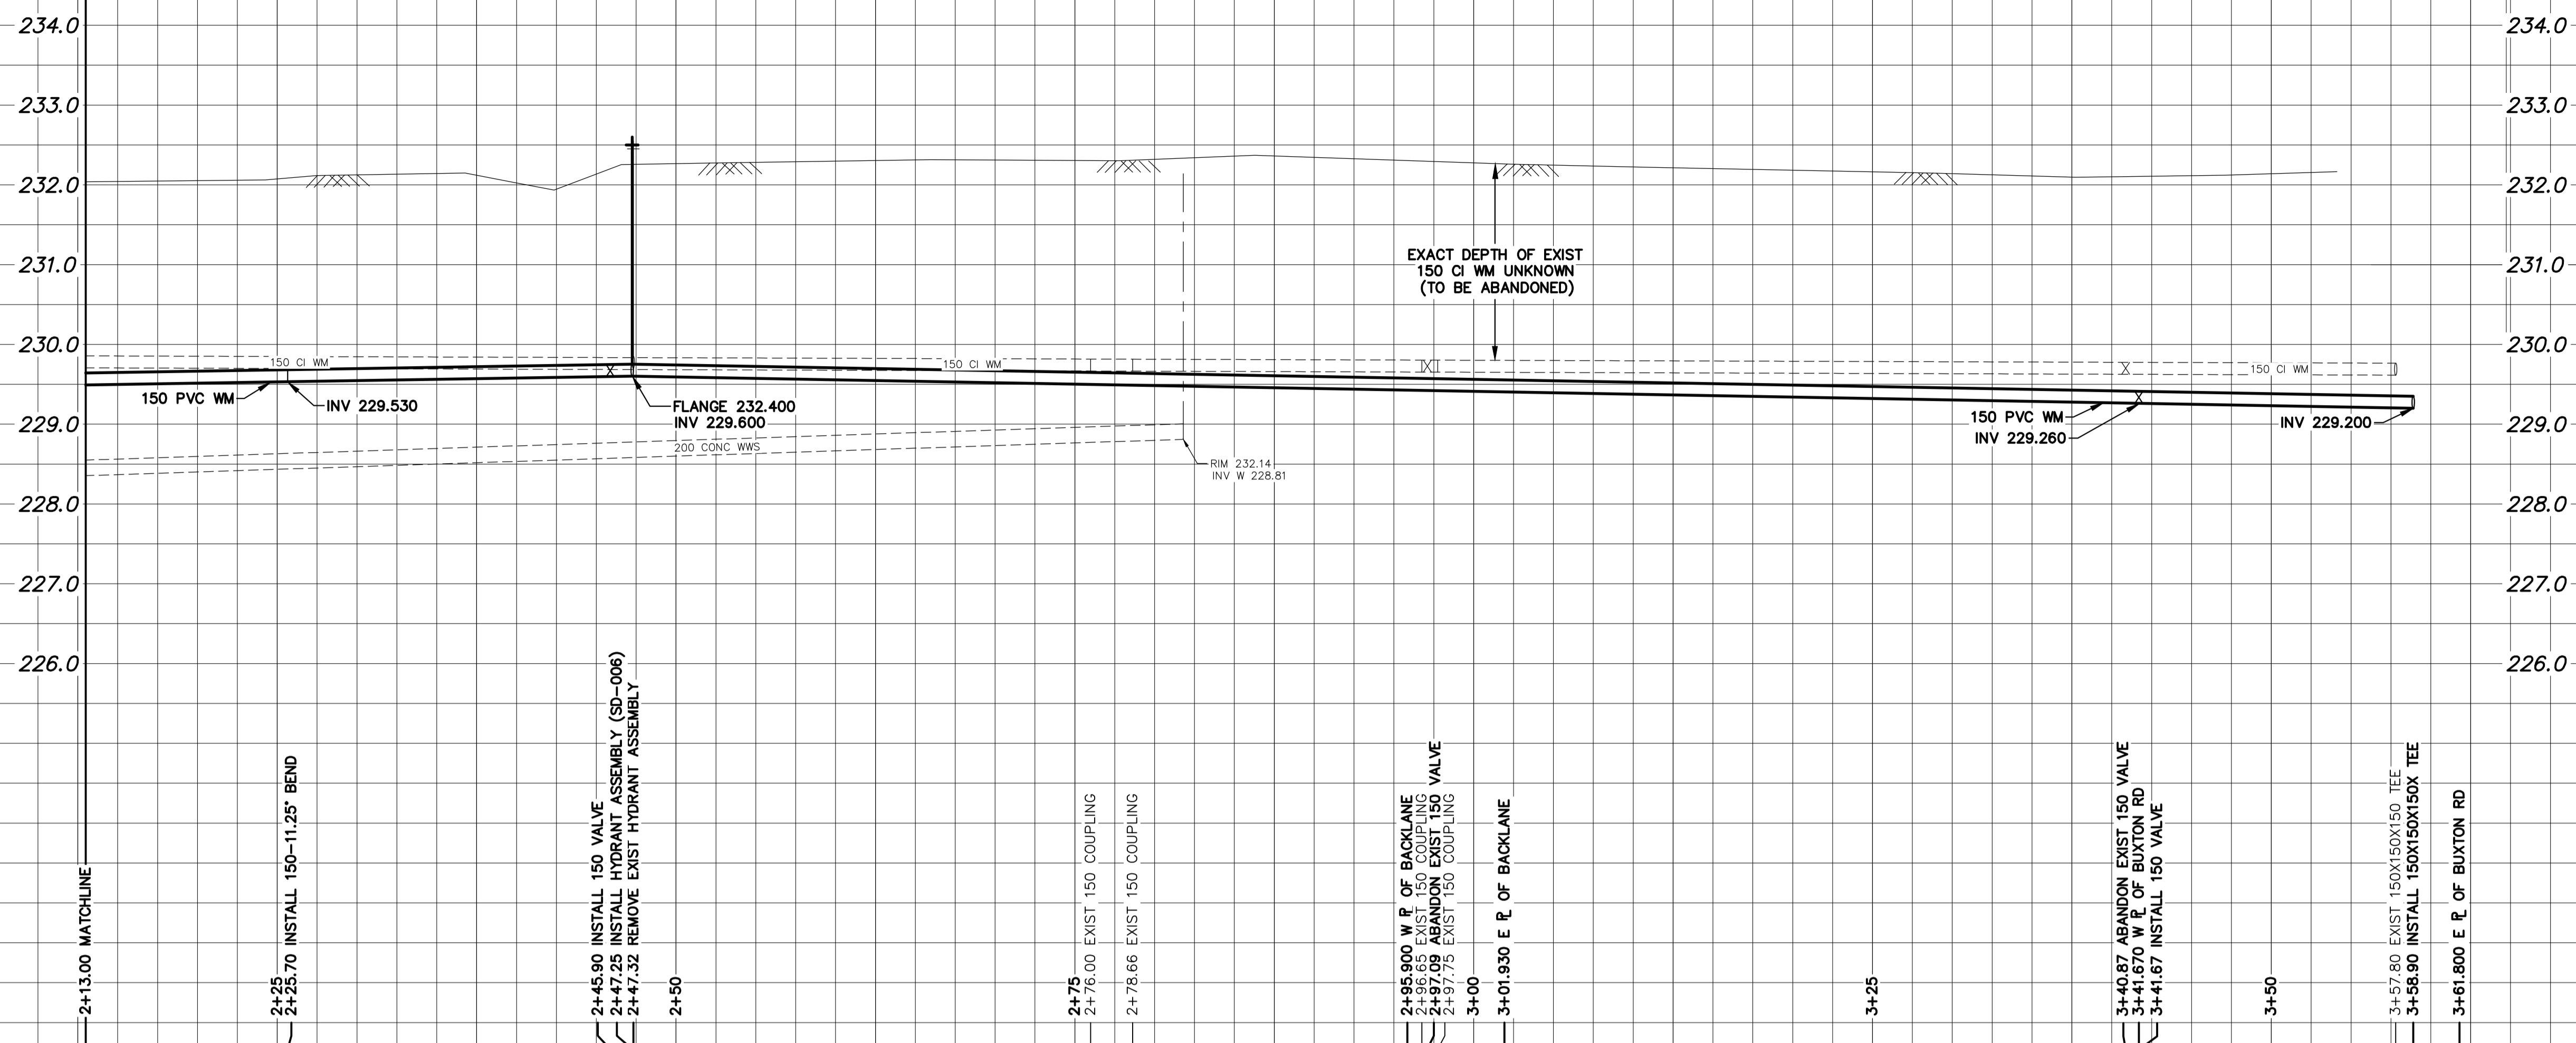 234.0
234.0
233.0
233.0
232.0
232.0
EXACT DEPTH OF EXIST
150 CI WM UNKNOWN
(TO BE ABANDONED)
231.0
231.0
230.0
230.0
150 CI WM
150 CI WM
150 CI WM
150 PVC WM
INV 229.530
FLANGE 232.400
INV 229.600
150 PVC WM
INV 229.260
INV 229.200
229.0
229.0
200 CONC WWS
RIM 232.14
INV W 228.81
228.0
228.0
227.0
227.0
226.0
226.0
2+13.00 MATCHLINE
2+25
2+25.70 INSTALL 150-11.25° BEND
2+45.90 INSTALL 150 VALVE
2+47.25 INSTALL HYDRANT ASSEMBLY (SD-006)
2+47.32 REMOVE EXIST HYDRANT ASSEMBLY
2+50
2+75
2+76.00 EXIST 150 COUPLING
2+78.66 EXIST 150 COUPLING
2+95.900 W PL OF BACKLANE
2+96.65 EXIST 150 COUPLING
2+97.09 ABANDON EXIST 150 VALVE
2+97.75 EXIST 150 COUPLING
3+00
3+01.930 E PL OF BACKLANE
3+25
3+40.87 ABANDON EXIST 150 VALVE
3+41.670 W PL OF BUXTON RD
3+41.67 INSTALL 150 VALVE
3+50
3+57.80 EXIST 150X150X150 TEE
3+58.90 INSTALL 150X150X150X TEE
3+61.800 E PL OF BUXTON RD